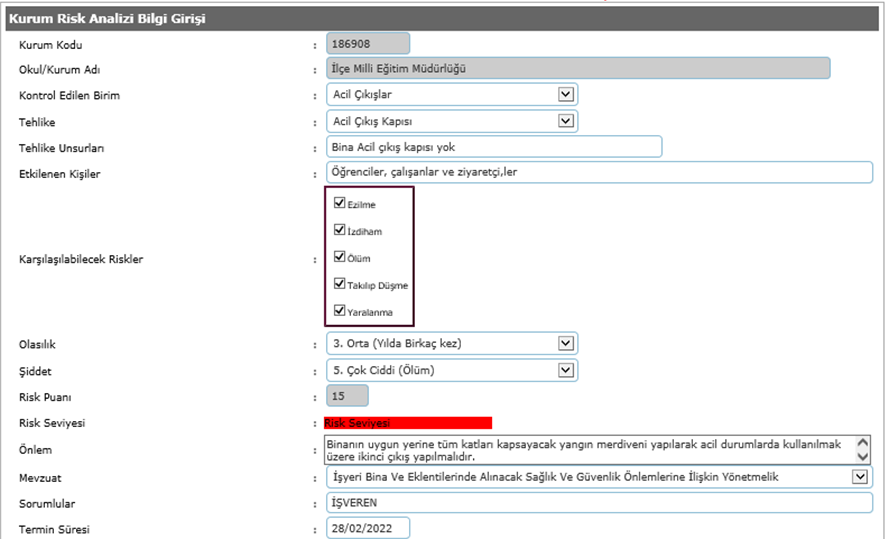 Kurum Risk Analizi Bilgi Girişi
Kurum Kodu : 186908
Okul/Kurum Adı : İlçe Milli Eğitim Müdürlüğü
Kontrol Edilen Birim : Acil Çıkışlar
Tehlike : Acil Çıkış Kapısı
Tehlike Unsurları : Bina Acil çıkış kapısı yok
Etkilenen Kişiler : Öğrenciler, çalışanlar ve ziyaretçi,ler
Karşılaşılabilecek Riskler :
Ezilme
İzdiham
Ölüm
Takılıp Düşme
Yaralanma
Olasılık : 3. Orta (Yılda Birkaç kez)
Şiddet : 5. Çok Ciddi (Ölüm)
Risk Puanı : 15
Risk Seviyesi : Risk Seviyesi
Önlem : Binanın uygun yerine tüm katları kapsayacak yangın merdiveni yapılarak acil durumlarda kullanılmak
üzere ikinci çıkış yapılmalıdır.
Mevzuat : İşyeri Bina Ve Eklentilerinde Alınacak Sağlık Ve Güvenlik Önlemlerine İlişkin Yönetmelik
Sorumlular : İŞVEREN
Termin Süresi : 28/02/2022